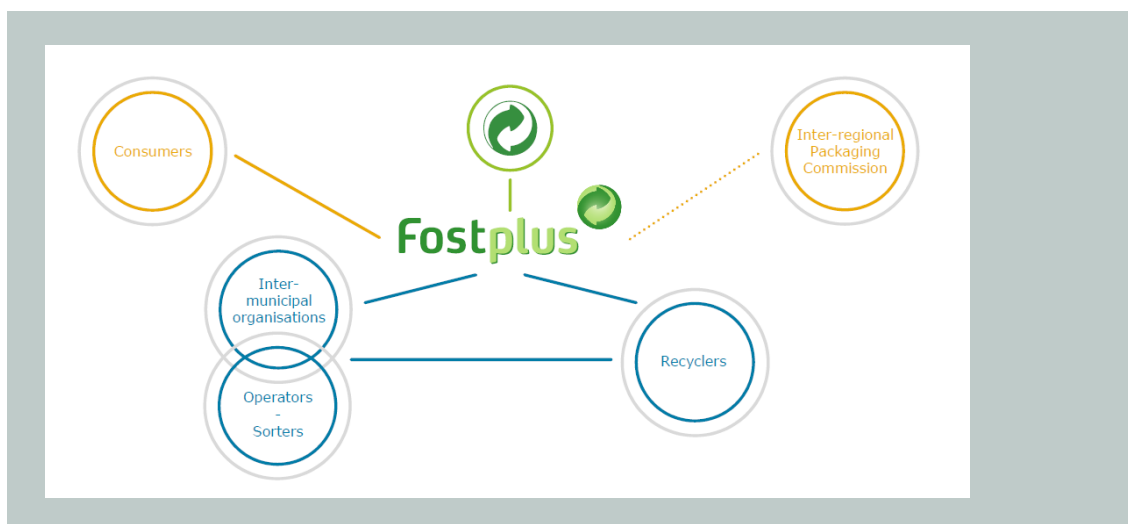 Consumers
Inter-regional
Packaging
Commission
Fostplus
Inter-
municipal
organisations
Recyclers
Operators
-
Sorters